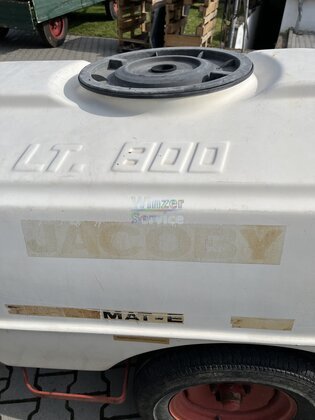 LT. 800
Winzer
Service
JACOBY
MAT-E